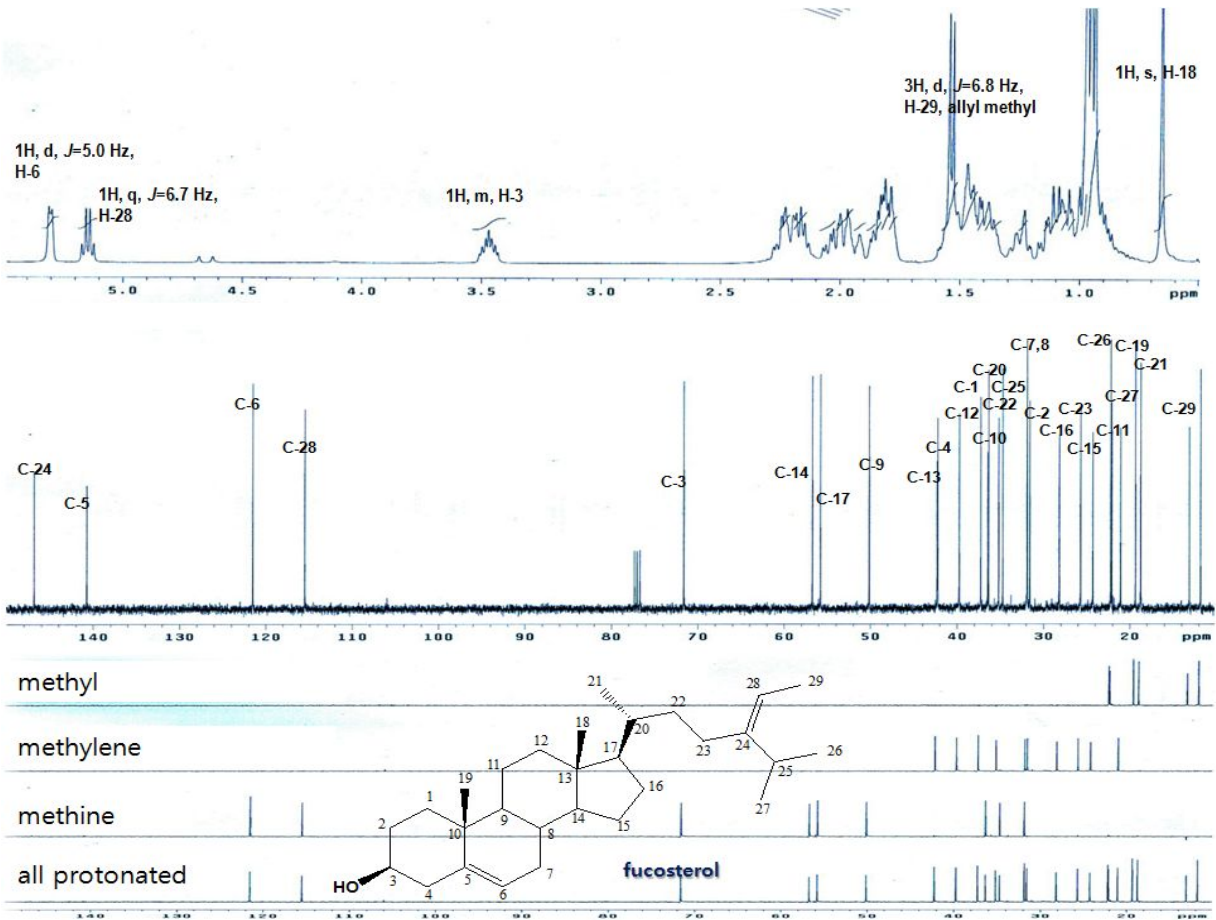 1H, s, H-18
3H, d, J=6.8 Hz,
H-29, allyl methyl
1H, d, J=5.0 Hz,
H-6
1H, q, J=6.7 Hz,
H-28
1H, m, H-3
5.0 4.5 4.0 3.5 3.0 2.5 2.0 1.5 1.0 ppm
C-24
C-5
C-6
C-28
C-3
C-14
C-17
C-9
C-13
C-4
C-12
C-1
C-20
C-25
C-22
C-10
C-7,8
C-2
C-16
C-23
C-15
C-26
C-27
C-11
C-19
C-21
C-29
140 130 120 110 100 90 80 70 60 50 40 30 20 ppm
methyl
methylene
methine
all protonated
21
22
28
29
18
20
12
17
23
24
26
11
13
25
19
16
27
1
14
15
2
10
9
8
HO
3
4
5
6
7
fucosterol
140 130 120 110 100 90 80 70 60 50 40 30 20 ppm